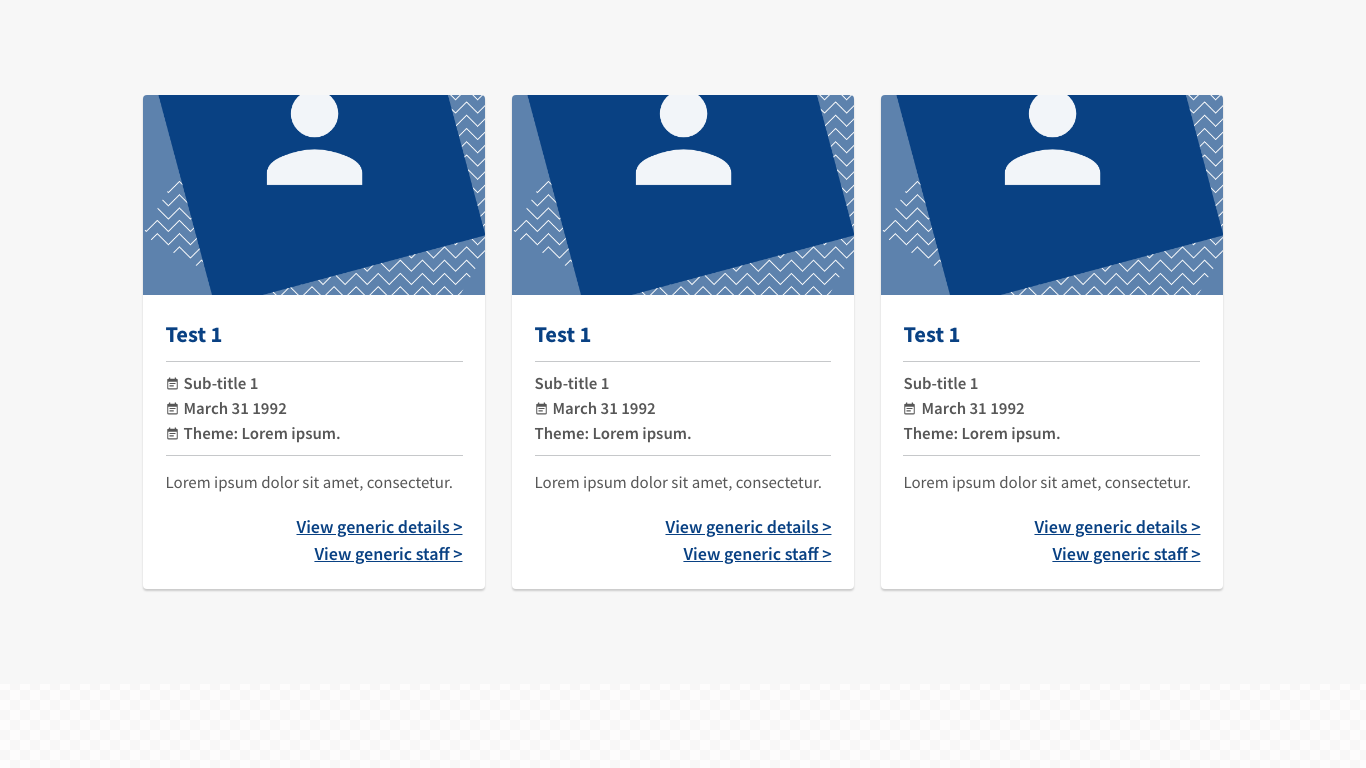 Test 1
Sub-title 1
March 31 1992
Theme: Lorem ipsum.
Lorem ipsum dolor sit amet, consectetur.
View generic details >
View generic staff >
Test 1
Sub-title 1
March 31 1992
Theme: Lorem ipsum.
Lorem ipsum dolor sit amet, consectetur.
View generic details >
View generic staff >
Test 1
Sub-title 1
March 31 1992
Theme: Lorem ipsum.
Lorem ipsum dolor sit amet, consectetur.
View generic details >
View generic staff >